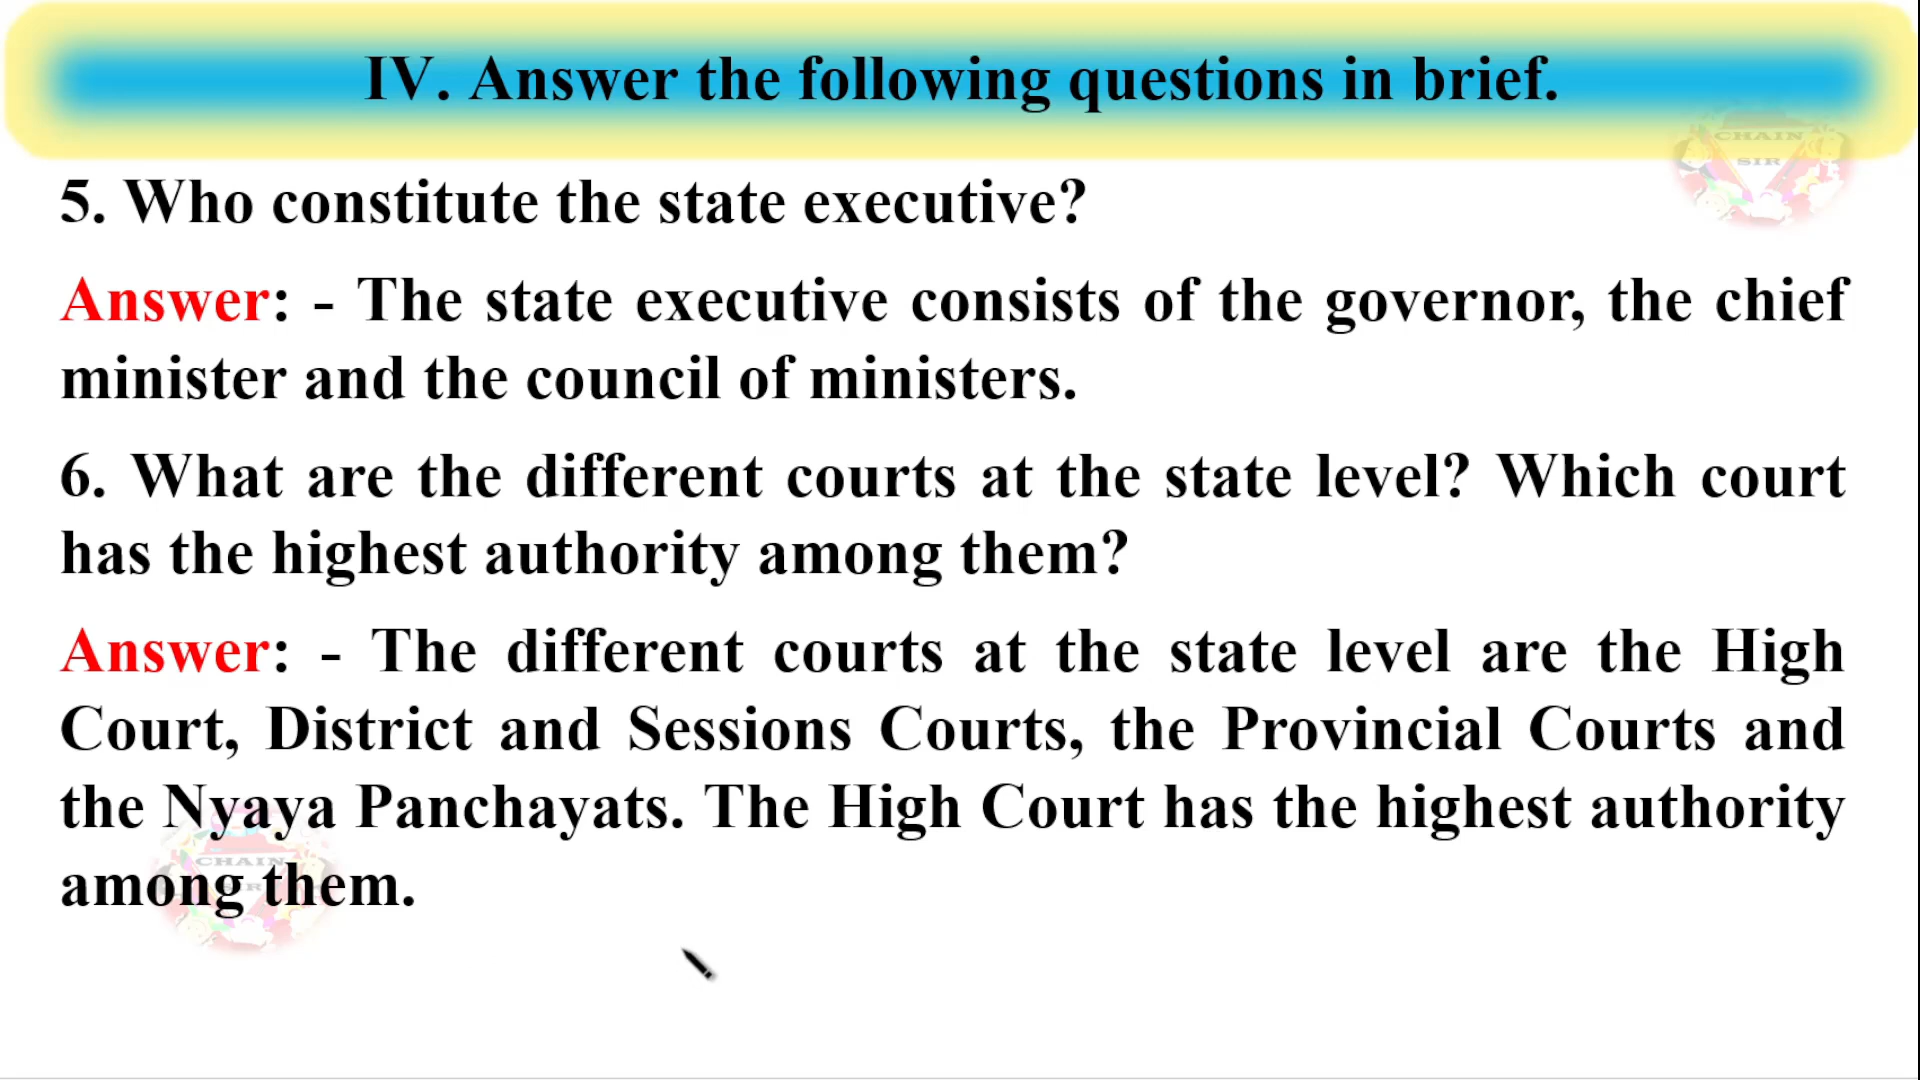 IV. Answer the following questions in brief.
CHAIN
SIR
5. Who constitute the state executive?
Answer: - The state executive consists of the governor, the chief
minister and the council of ministers.
6. What are the different courts at the state level? Which court
has the highest authority among them?
Answer: - The different courts at the state level are the High
Court, District and Sessions Courts, the Provincial Courts and
the Nyaya Panchayats. The High Court has the highest authority
CHAIN
among them.
SIR